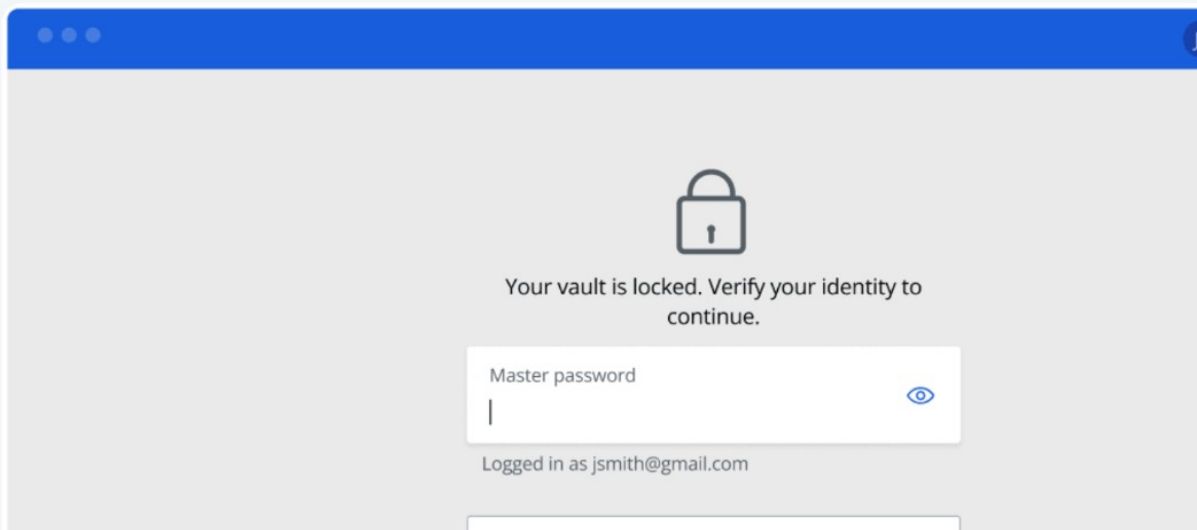 Your vault is locked. Verify your identity to
continue.
Master password
Logged in as jsmith@gmail.com